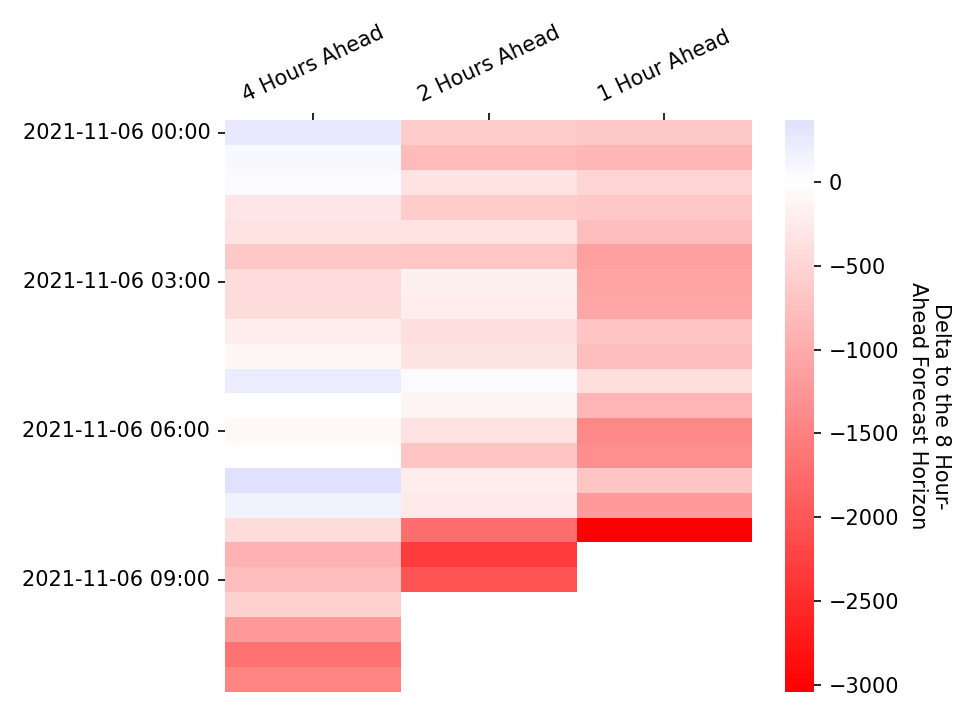 4 Hours Ahead
2 Hours Ahead
1 Hour Ahead
2021-11-06 00:00
2021-11-06 03:00
2021-11-06 06:00
2021-11-06 09:00
0
−500
−1000
−1500
−2000
−2500
−3000
Delta to the 8 Hour-
Ahead Forecast Horizon